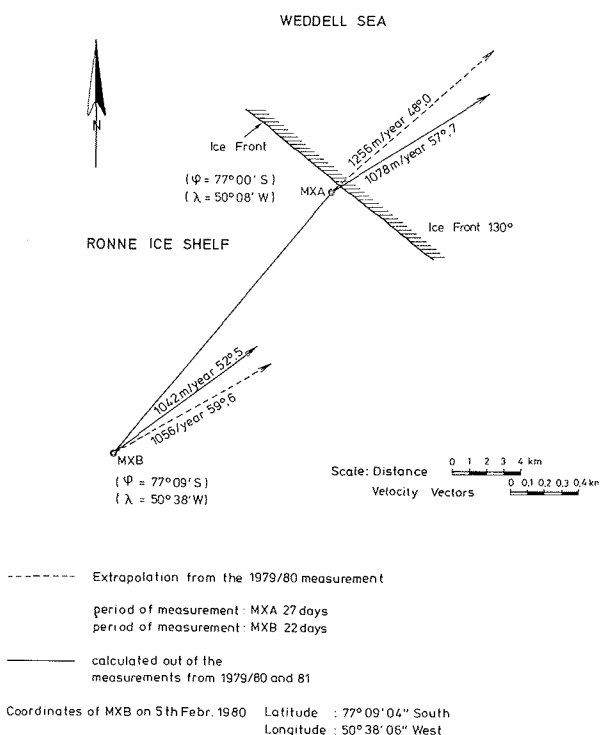 WEDDELL SEA
N
Ice Front
1256m/year 48°,0
1078m/year 57°,7
(φ = 77°00' S)
(λ = 50°08' W)
MXA
Ice Front 130°
RONNE ICE SHELF
1042m/year 52°,5
1056/year 59°,6
MXB
(φ = 77°09' S)
(λ = 50°38' W)
Scale: Distance 0 1 2 3 4 km
Velocity Vectors 0 0,1 0,2 0,3 0,4 km
Extrapolation from the 1979/80 measurement
period of measurement: MXA 27 days
period of measurement: MXB 22 days
calculated out of the
measurements from 1979/80 and 81
Coordinates of MXB on 5th Febr. 1980 Latitude : 77°09'04" South
Longitude : 50°38'06" West